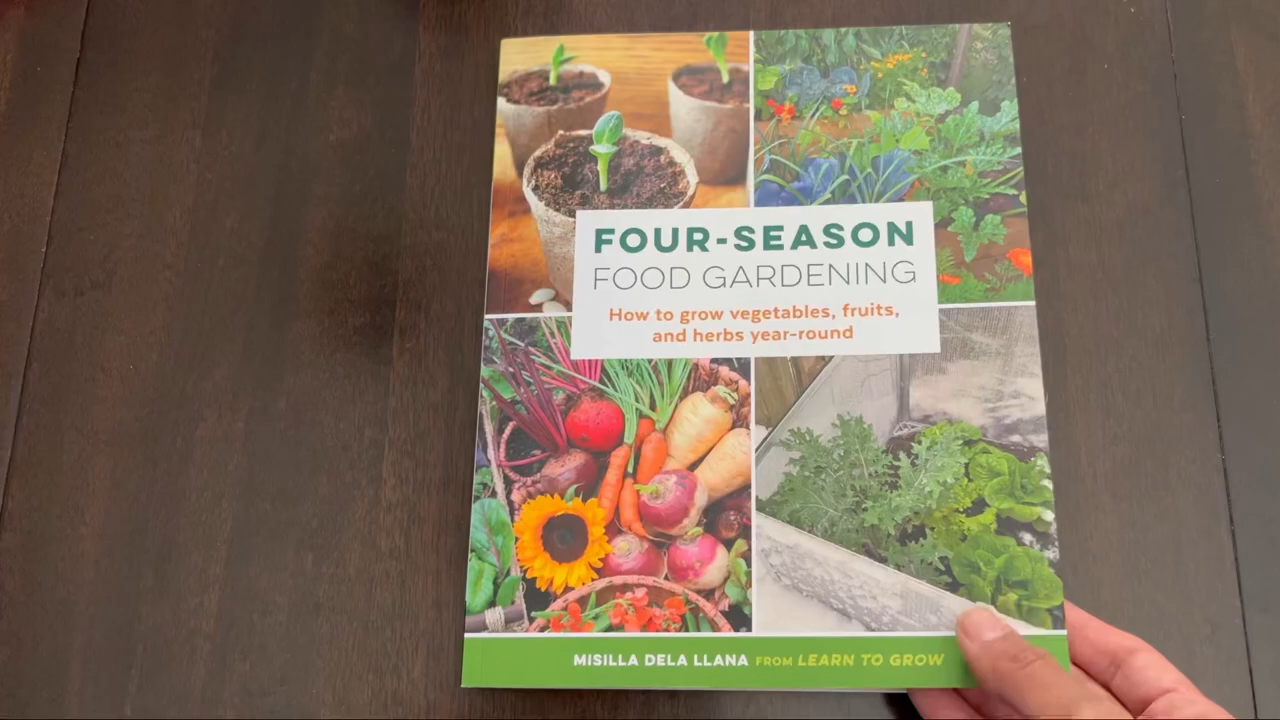 FOUR-SEASON
FOOD GARDENING
How to grow vegetables, fruits,
and herbs year-round
MISILLA DELA LLANA FROM LEARN TO GROW